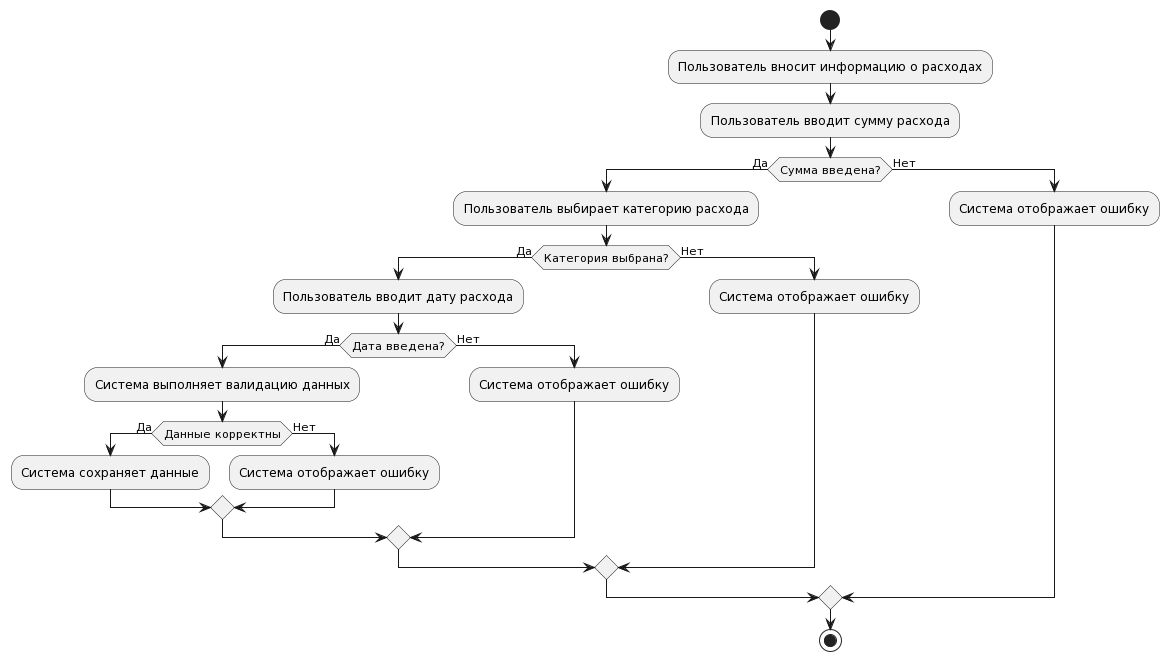 Пользователь вносит информацию о расходах
Пользователь вводит сумму расхода
Да
Сумма введена?
Нет
Пользователь выбирает категорию расхода
Система отображает ошибку
Да
Категория выбрана?
Нет
Пользователь вводит дату расхода
Система отображает ошибку
Да
Дата введена?
Нет
Система выполняет валидацию данных
Система отображает ошибку
Да
Данные корректны
Нет
Система сохраняет данные
Система отображает ошибку